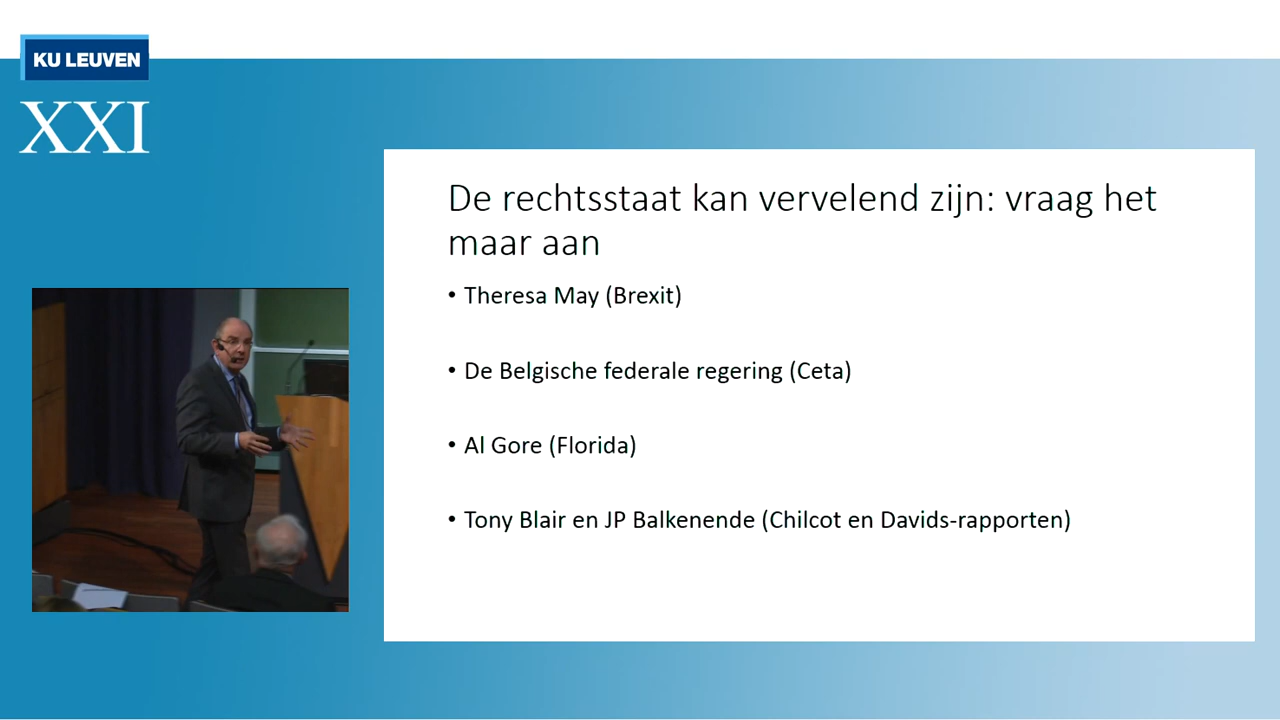 KU LEUVEN
XXI
De rechtsstaat kan vervelend zijn: vraag het
maar aan
• Theresa May (Brexit)
• De Belgische federale regering (Ceta)
• Al Gore (Florida)
• Tony Blair en JP Balkenende (Chilcot en Davids-rapporten)